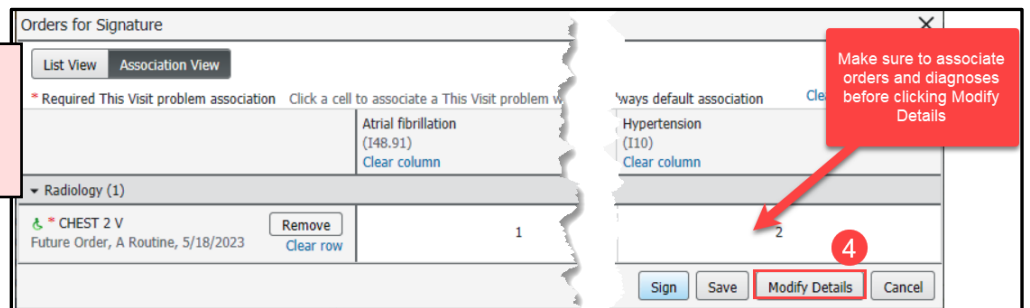 Orders for Signature
List View Association View
Make sure to associate
orders and diagnoses
before clicking Modify
Details
* Required This Visit problem association Click a cell to associate a This Visit problem ways default association
Atrial fibrillation Hypertension
(I48.91) (I10)
Clear column Clear column
Radiology (1)
* CHEST 2 V Remove
Future Order, A Routine, 5/18/2023 Clear row
1 2
4
Sign Save Modify Details Cancel